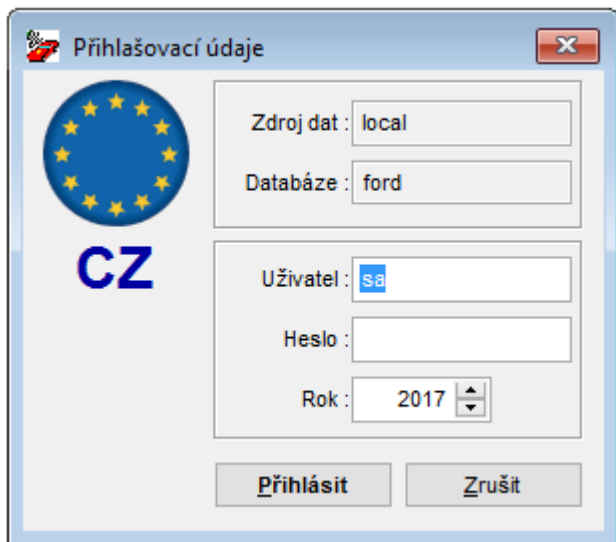 Přihlašovací údaje
Zdroj dat : local
Databáze : ford
CZ
Uživatel : sa
Heslo :
Rok : 2017
Přihlásit Zrušit